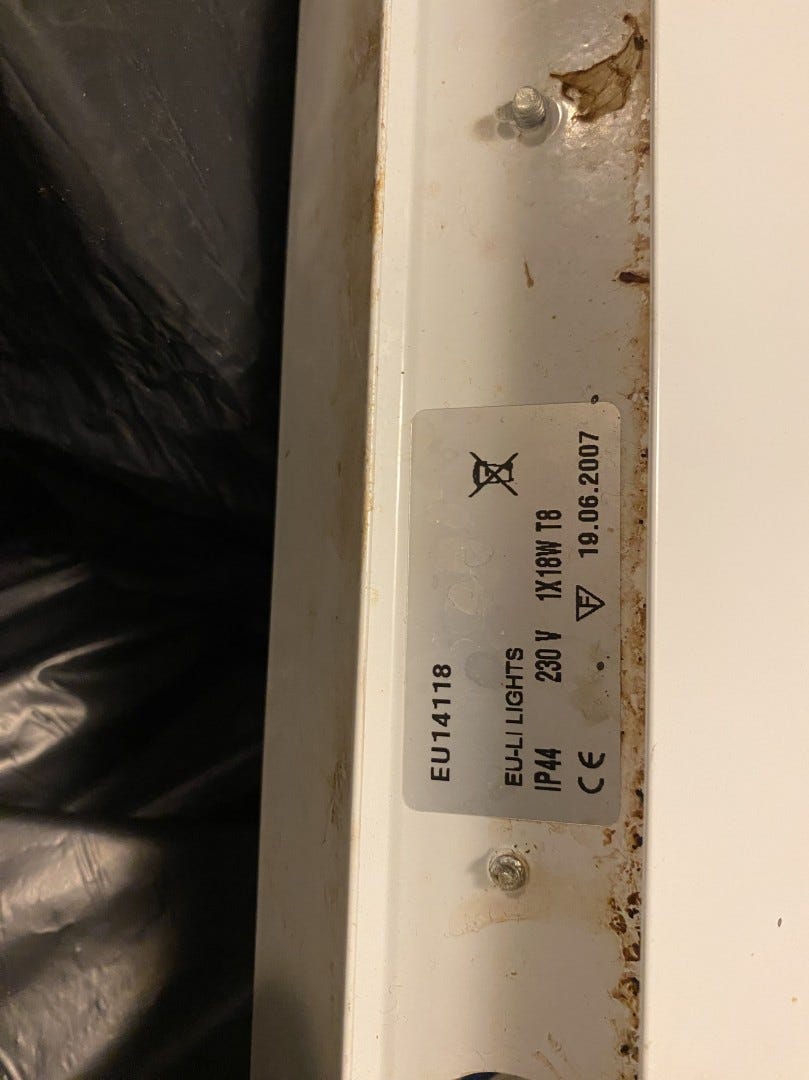 EU14118
EU-LI LIGHTS
IP44 230 V 1X18W T8
CE F 19.06.2007